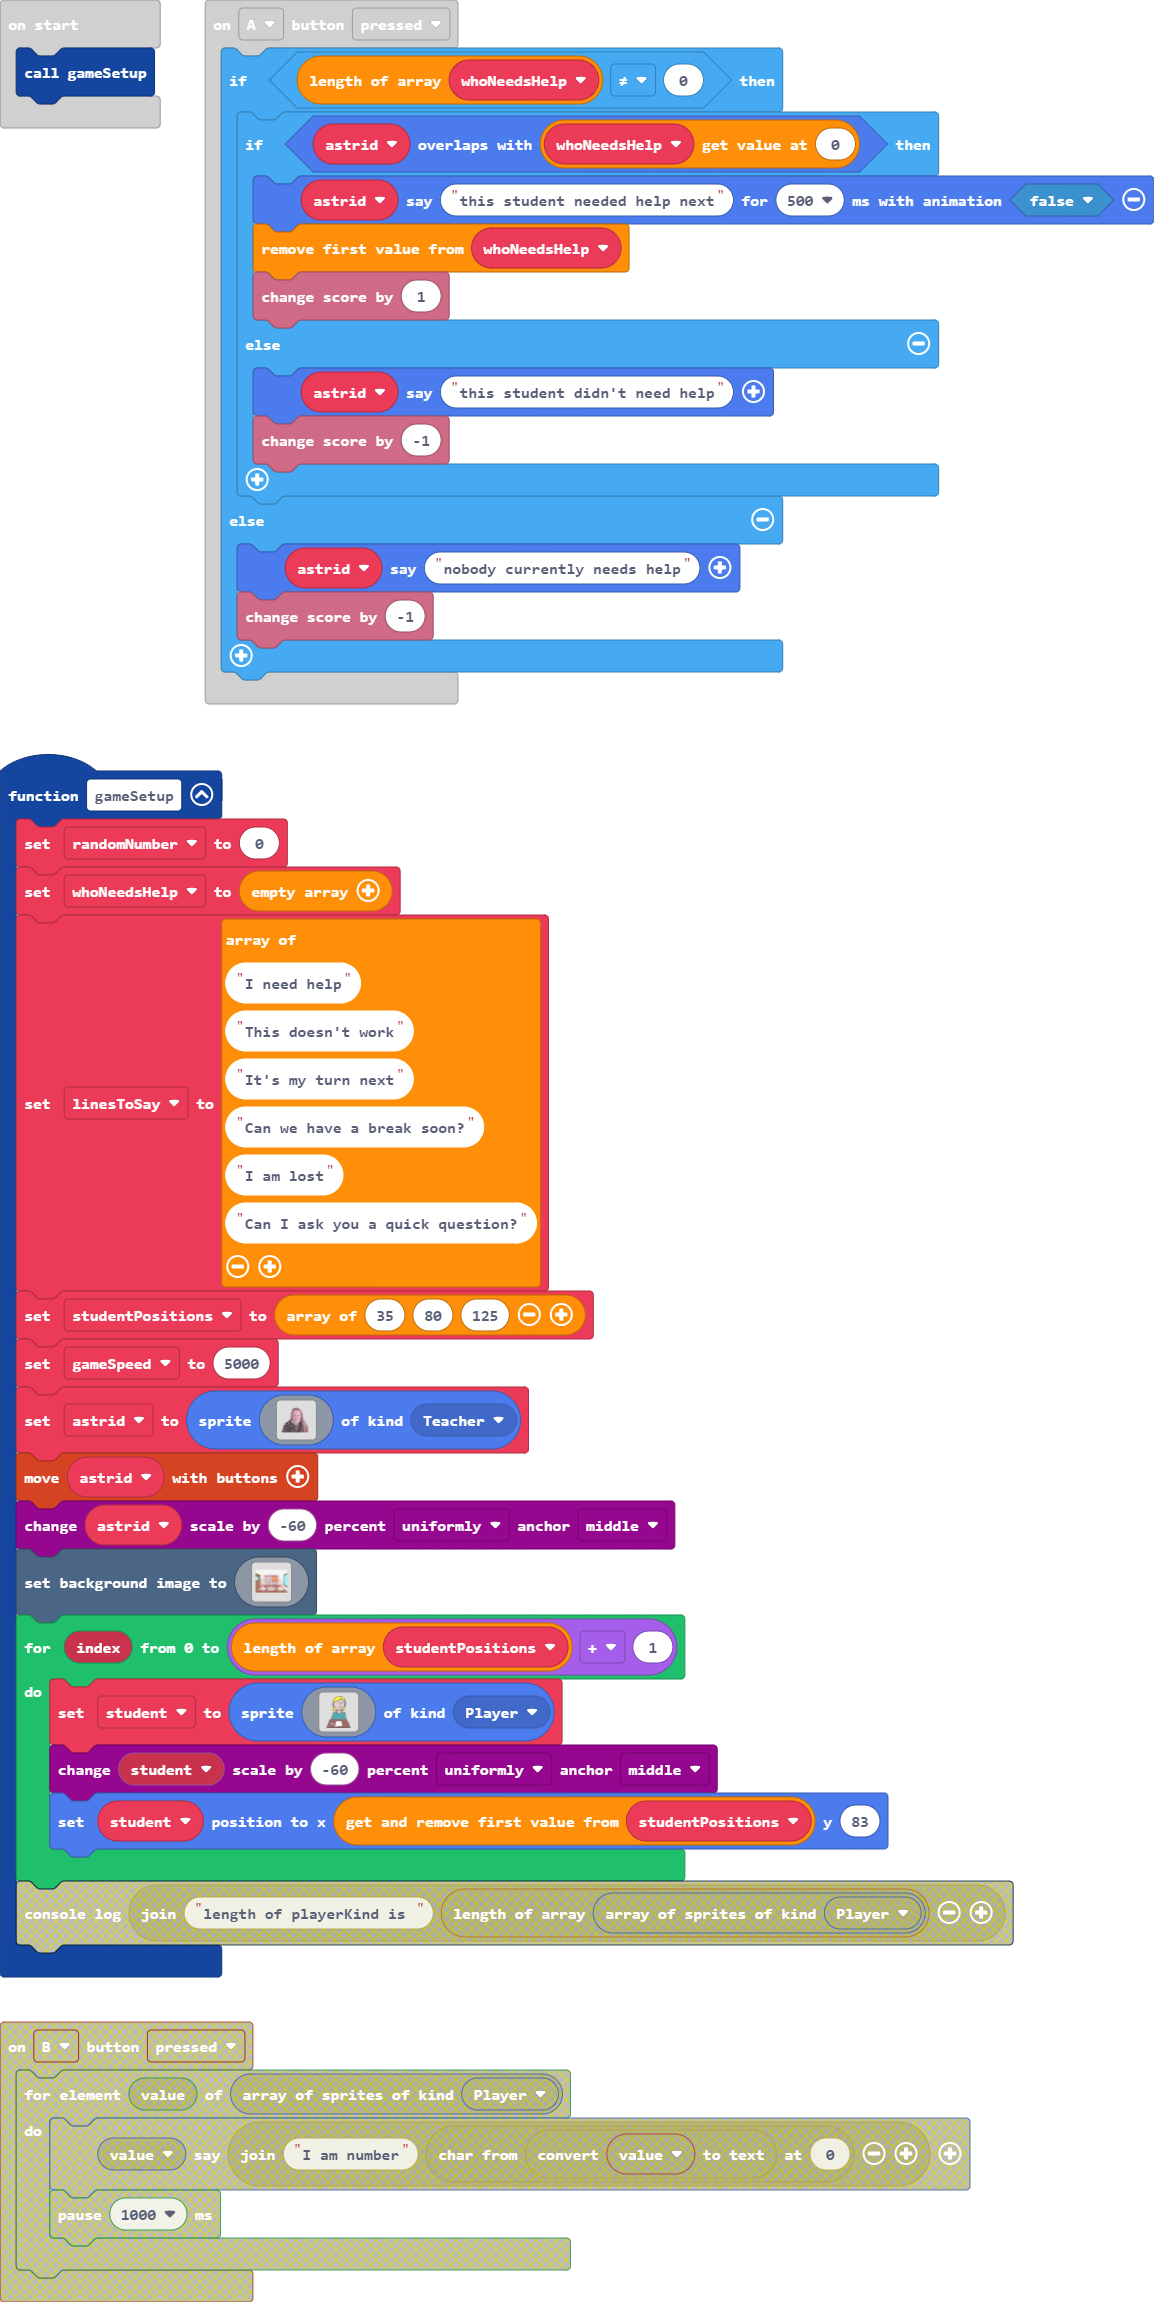 on start
call gameSetup
on A button pressed
if length of array whoNeedsHelp ≠ 0 then
if astrid overlaps with whoNeedsHelp get value at 0 then
astrid say "this student needed help next" for 500 ms with animation false
remove first value from whoNeedsHelp
change score by 1
else
astrid say "this student didn't need help"
change score by -1
else
astrid say "nobody currently needs help"
change score by -1
function gameSetup
set randomNumber to 0
set whoNeedsHelp to empty array
array of
"I need help"
"This doesn't work"
"It's my turn next"
set linesToSay to
"Can we have a break soon?"
"I am lost"
"Can I ask you a quick question?"
set studentPositions to array of 35 80 125
set gameSpeed to 5000
set astrid to sprite of kind Teacher
move astrid with buttons
change astrid scale by -60 percent uniformly anchor middle
set background image to
for index from 0 to length of array studentPositions + 1
do
set student to sprite of kind Player
change student scale by -60 percent uniformly anchor middle
set student position to x get and remove first value from studentPositions y 83
console log join "length of playerKind is " length of array array of sprites of kind Player
on B button pressed
for element value of array of sprites of kind Player
do
value say join "I am number" char from convert value to text at 0
pause 1000 ms